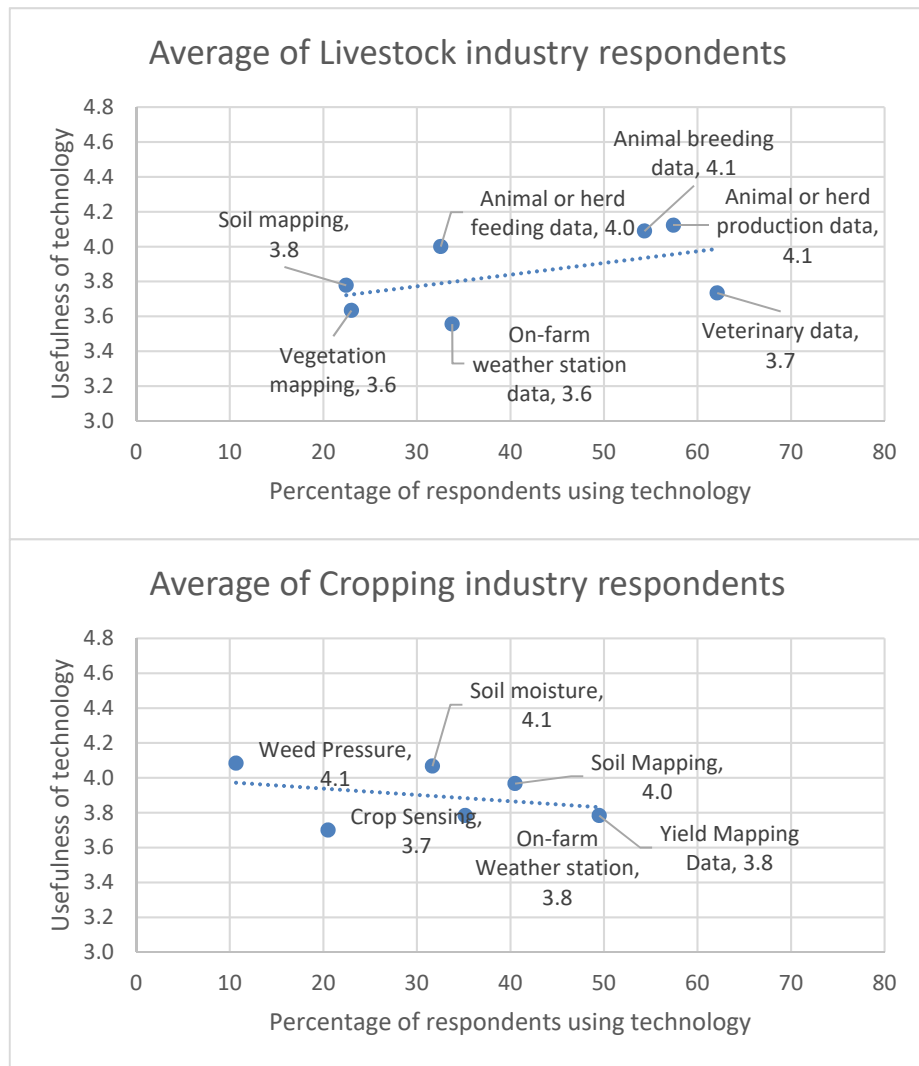 Average of Livestock industry respondents
Usefulness of technology
4.8
4.6
4.4
4.2
4.0
3.8
3.6
3.4
3.2
3.0
Animal breeding
data, 4.1
Animal or herd
feeding data, 4.0
Animal or herd
production data,
4.1
Soil mapping,
3.8
Vegetation
mapping, 3.6
On-farm
weather station
data, 3.6
Veterinary data,
3.7
0 10 20 30 40 50 60 70 80
Percentage of respondents using technology
Average of Cropping industry respondents
Usefulness of technology
4.8
4.6
4.4
4.2
4.0
3.8
3.6
3.4
3.2
3.0
Soil moisture,
4.1
Weed Pressure,
4.1
Soil Mapping,
4.0
Crop Sensing,
3.7
On-farm
Weather station,
3.8
Yield Mapping
Data, 3.8
0 10 20 30 40 50 60 70 80
Percentage of respondents using technology